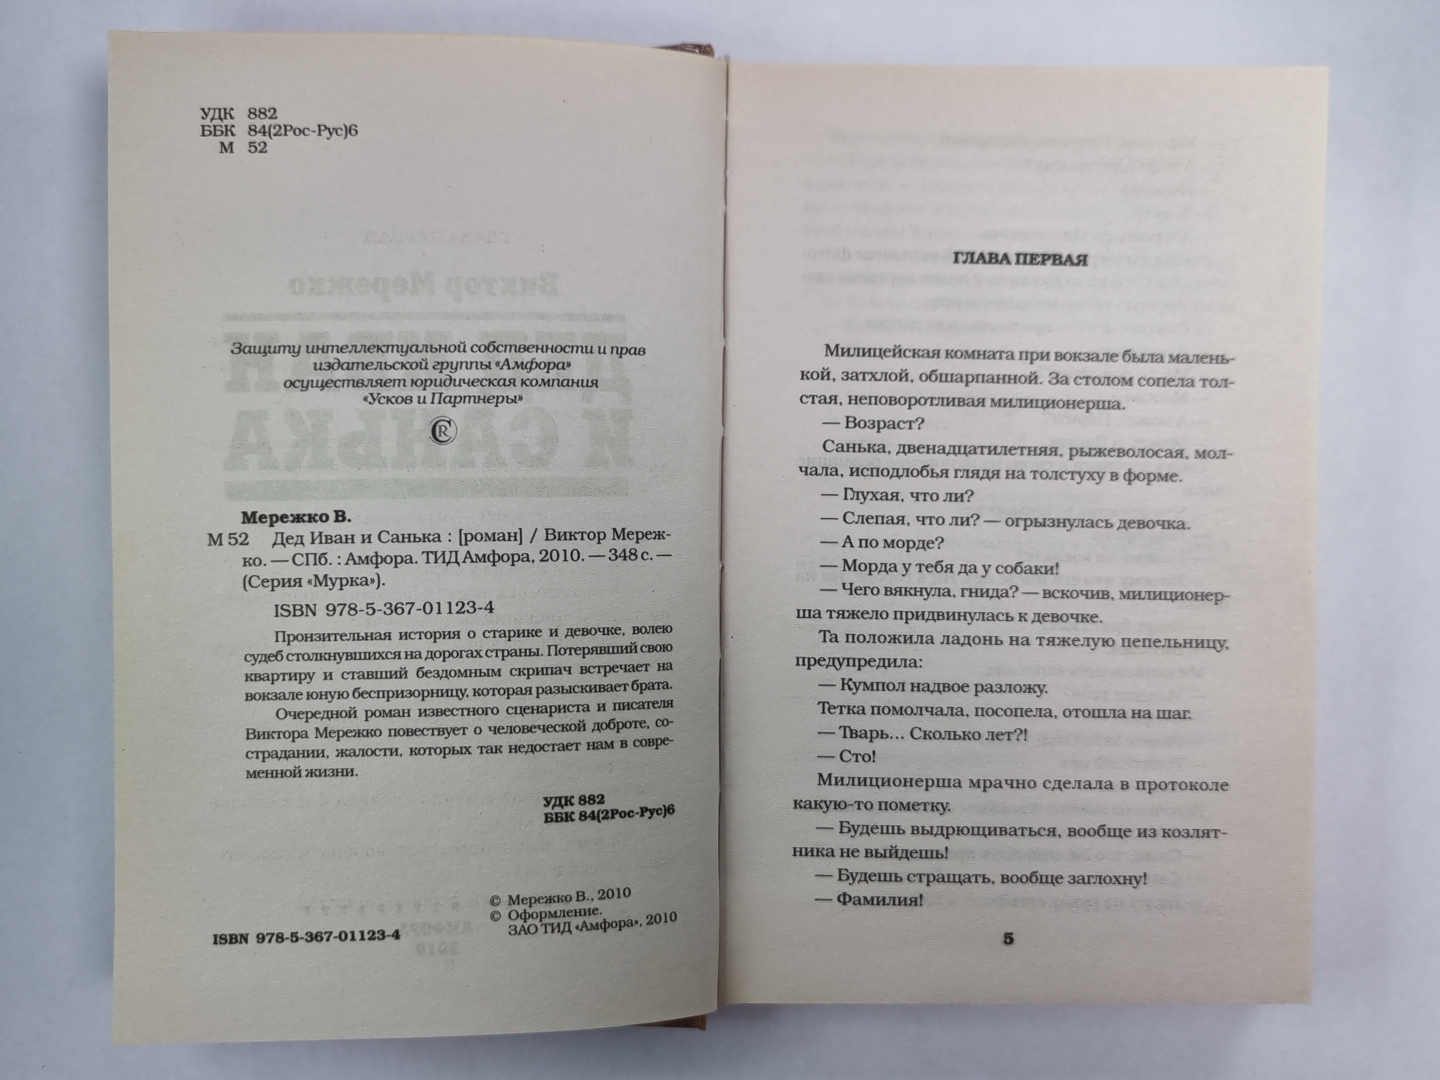 УДК 882
ББК 84(2Рос-Рус)6
М 52
Защиту интеллектуальной собственности и прав
издательской группы «Амфора»
осуществляет юридическая компания
«Усков и Партнеры»
Мережко В.
М 52 Дед Иван и Санька : [роман] / Виктор Мереж-
ко. — СПб. : Амфора. ТИД Амфора, 2010. — 348 с. —
(Серия «Мурка»).
ISBN 978-5-367-01123-4
Пронзительная история о старике и девочке, волею
судеб столкнувшихся на дорогах страны. Потерявший свою
квартиру и ставший бездомным скрипач встречает на
вокзале юную беспризорницу, которая разыскивает брата.
Очередной роман известного сценариста и писателя
Виктора Мережко повествует о человеческой доброте, со-
страдании, жалости, которых так недостает нам в совре-
менной жизни.
УДК 882
ББК 84(2Рос-Рус)6
© Мережко В., 2010
© Оформление.
ЗАО ТИД «Амфора», 2010
ISBN 978-5-367-01123-4
ГЛАВА ПЕРВАЯ
Милицейская комната при вокзале была малень-
кой, затхлой, обшарпанной. За столом сопела тол-
стая, неповоротливая милиционерша.
— Возраст?
Санька, двенадцатилетняя, рыжеволосая, мол-
чала, исподлобья глядя на толстуху в форме.
— Глухая, что ли?
— Слепая, что ли? — огрызнулась девочка.
— А по морде?
— Морда у тебя да у собаки!
— Чего вякнула, гнида? — вскочив, милиционер-
ша тяжело придвинулась к девочке.
Та положила ладонь на тяжелую пепельницу,
предупредила:
— Кумпол надвое разложу.
Тетка помолчала, посопела, отошла на шаг.
— Тварь... Сколько лет?!
— Сто!
Милиционерша мрачно сделала в протоколе
какую-то пометку.
— Будешь выдрющиваться, вообще из козлят-
ника не выйдешь!
— Будешь стращать, вообще заглохну!
— Фамилия!
5